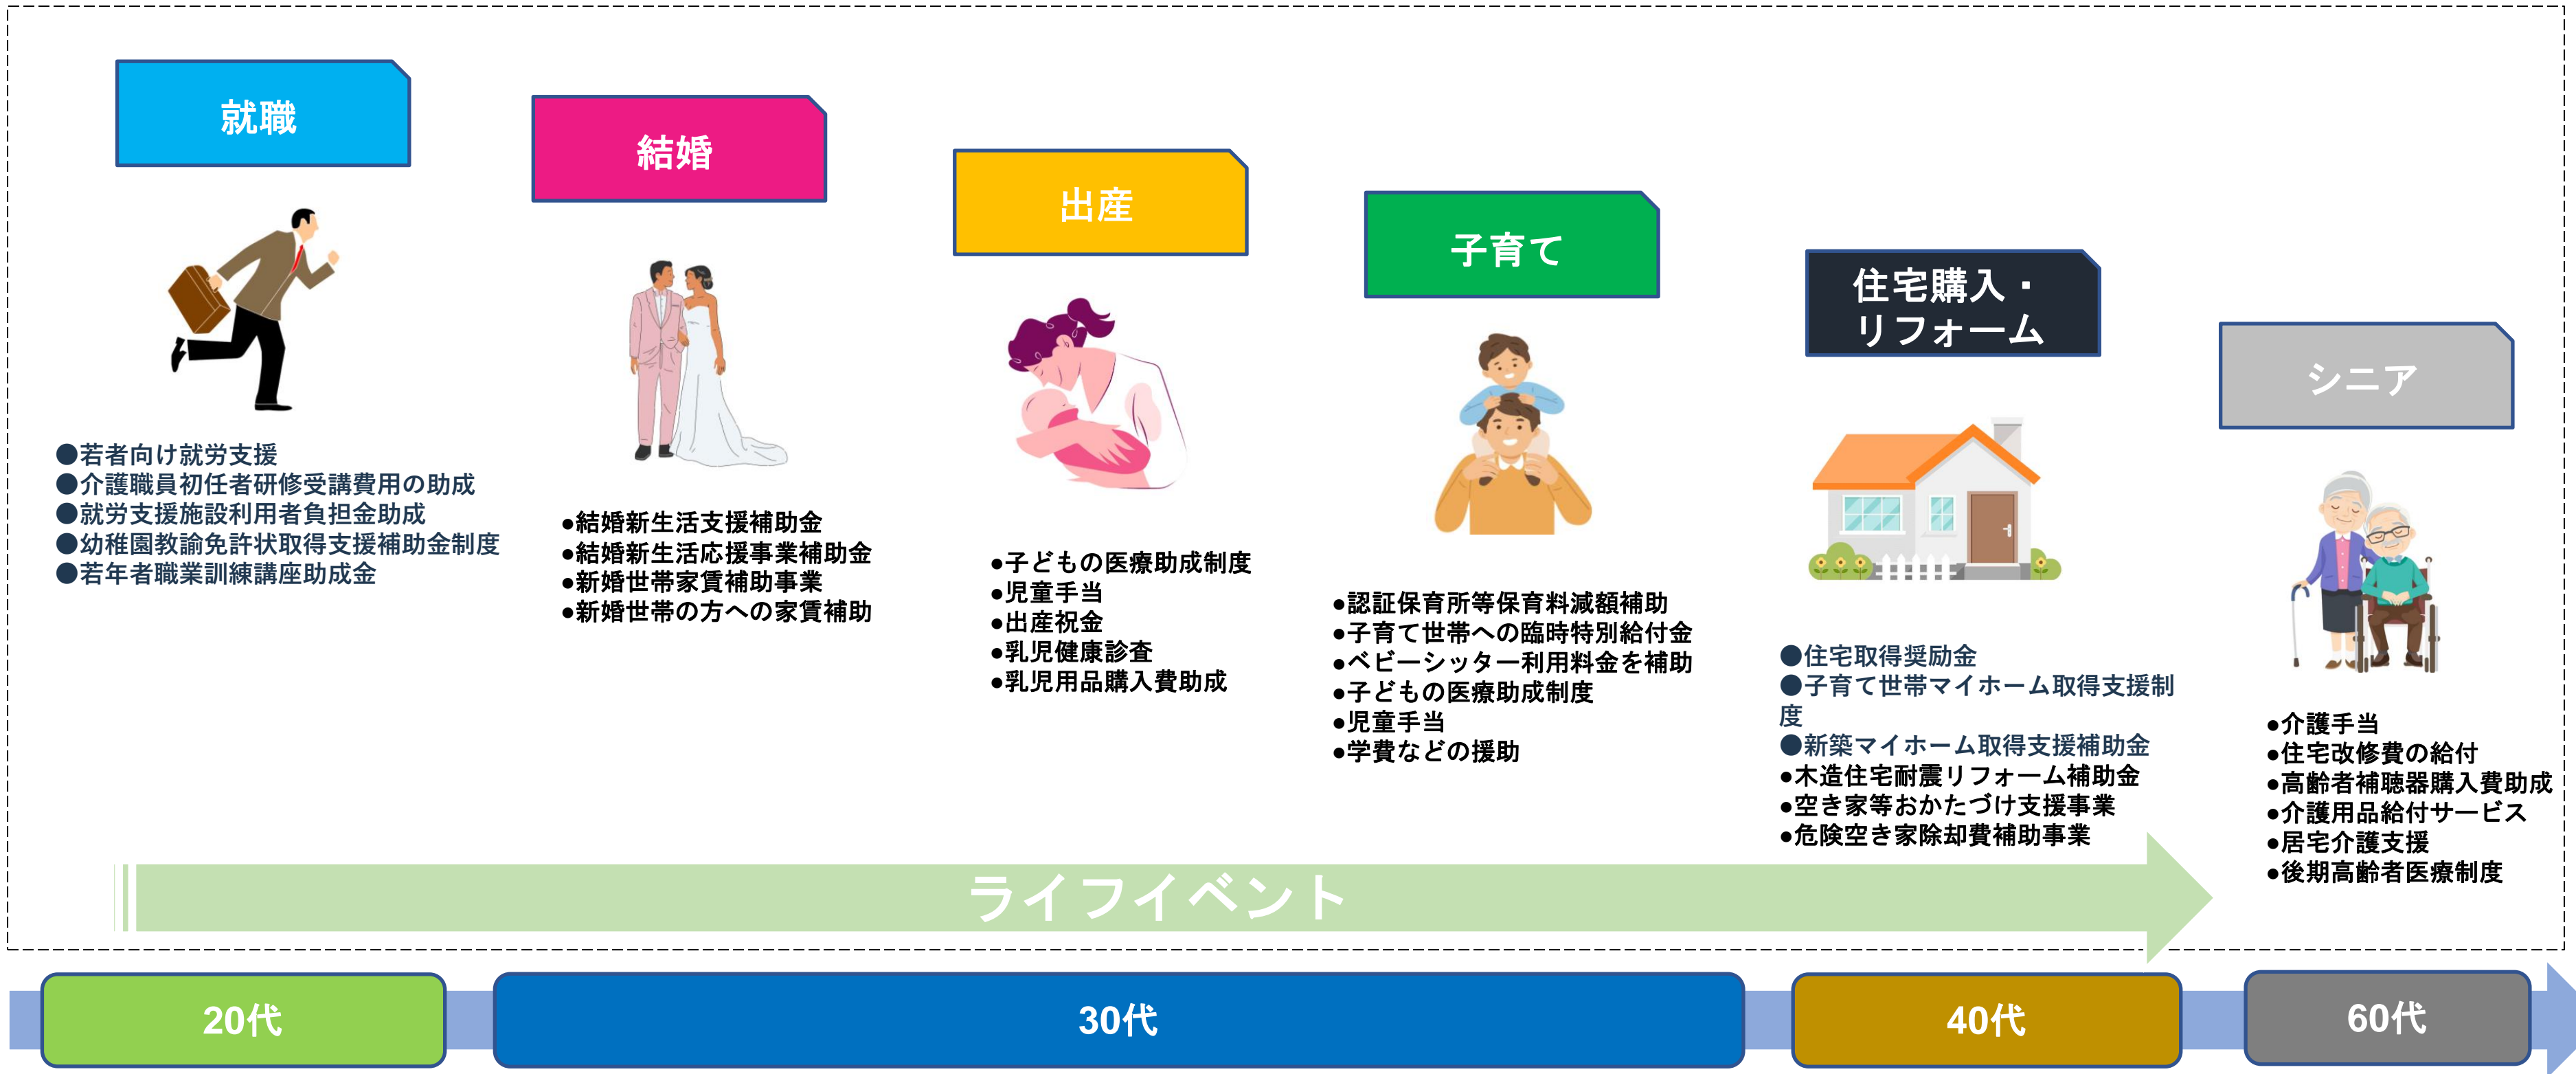 就職
●若者向け就労支援
●介護職員初任者研修受講費用の助成
●就労支援施設利用者負担金助成
●幼稚園教諭免許状取得支援補助金制度
●若年者職業訓練講座助成金
結婚
●結婚新生活支援補助金
●結婚新生活応援事業補助金
●新婚世帯家賃補助事業
●新婚世帯の方への家賃補助
出産
●子どもの医療助成制度
●児童手当
●出産祝金
●乳児健康診査
●乳児用品購入費助成
子育て
●認証保育所等保育料減額補助
●子育て世帯への臨時特別給付金
●ベビーシッター利用料金を補助
●子どもの医療助成制度
●児童手当
●学費などの援助
住宅購入・
リフォーム
●住宅取得奨励金
●子育て世帯マイホーム取得支援制
度
●新築マイホーム取得支援補助金
●木造住宅耐震リフォーム補助金
●空き家等おかたづけ支援事業
●危険空き家除却費補助事業
シニア
●介護手当
●住宅改修費の給付
●高齢者補聴器購入費助成
●介護用品給付サービス
●居宅介護支援
●後期高齢者医療制度
ライフイベント
20代
30代
40代
60代